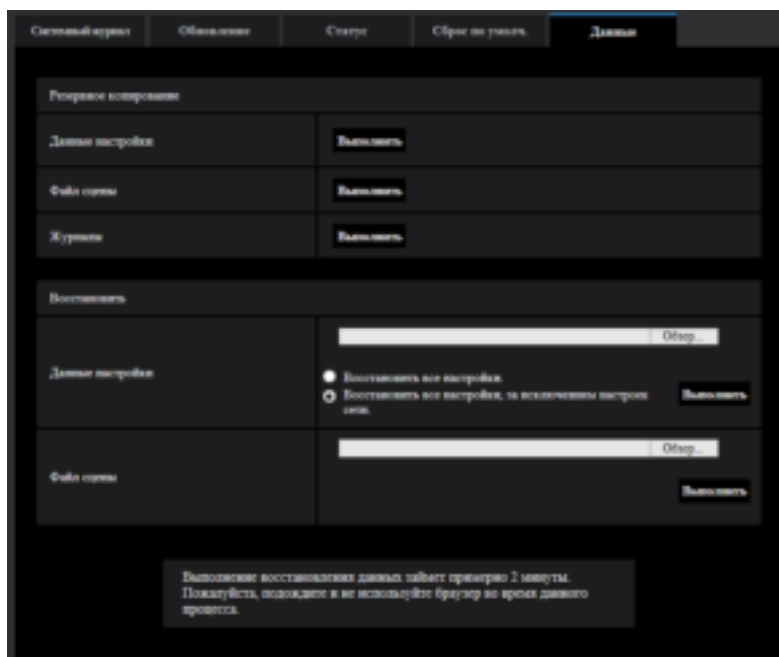 Системный журнал
Обновление
Статус
Сброс по умолч.
Данные
Резервное копирование
Данные настройки
Выполнить
Файл сцены
Выполнить
Журналы
Выполнить
Восстановить
Обзор...
Данные настройки
Восстановить все настройки.
Восстановить все настройки, за исключением настроек
сети.
Выполнить
Обзор...
Файл сцены
Выполнить
Выполнение восстановления данных займет примерно 2 минуты.
Пожалуйста, подождите и не используйте браузер во время данного
процесса.